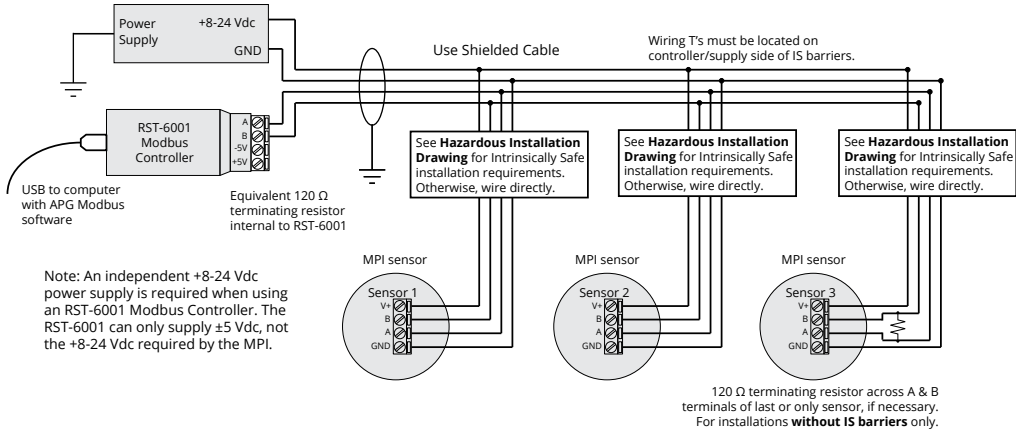 Power
Supply
+8-24 Vdc
GND
Use Shielded Cable
Wiring T's must be located on
controller/supply side of IS barriers.
RST-6001
Modbus
Controller
A
B
-5V
+5V
USB to computer
with APG Modbus
software
Equivalent 120 Ω
terminating resistor
internal to RST-6001
See Hazardous Installation
Drawing for Intrinsically Safe
installation requirements.
Otherwise, wire directly.
See Hazardous Installation
Drawing for Intrinsically Safe
installation requirements.
Otherwise, wire directly.
See Hazardous Installation
Drawing for Intrinsically Safe
installation requirements.
Otherwise, wire directly.
Note: An independent +8-24 Vdc
power supply is required when using
an RST-6001 Modbus Controller. The
RST-6001 can only supply ±5 Vdc, not
the +8-24 Vdc required by the MPI.
MPI sensor
Sensor 1
V+
B
A
GND
MPI sensor
Sensor 2
V+
B
A
GND
MPI sensor
Sensor 3
V+
B
A
GND
120 Ω terminating resistor across A & B
terminals of last or only sensor, if necessary.
For installations without IS barriers only.